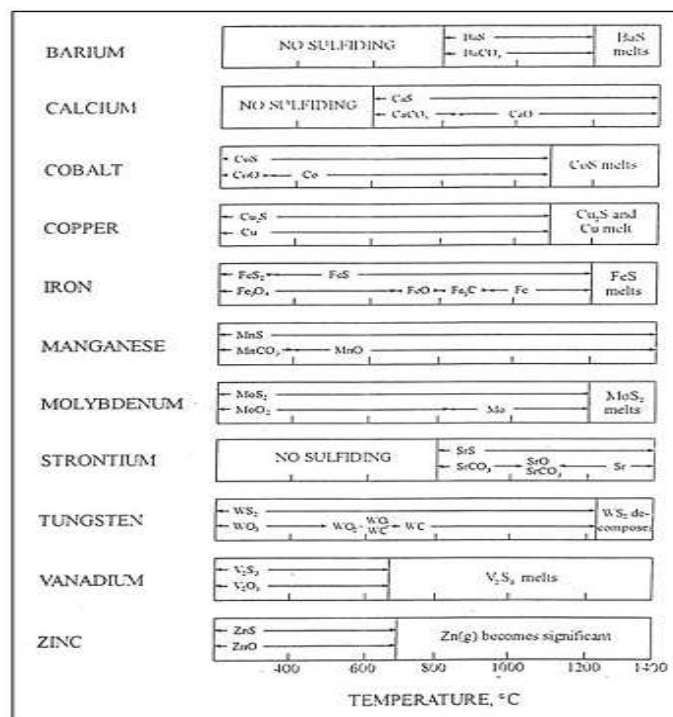 BARIUM
NO SULFIDING
BaS
BaCO₃
BaS
melts
CALCIUM
NO SULFIDING
CaS
CaCO₃ CaO
COBALT
CoS
CoO Co
CoS melts
COPPER
Cu₂S
Cu
Cu₂S and
Cu melt
IRON
FeS₂ FeS
Fe₃O₄ FeO Fe₃C Fe
FeS
melts
MANGANESE
MnS
MnCO₃ MnO
MOLYBDENUM
MoS₂
MoO₂ Mo
MoS₂
melts
STRONTIUM
NO SULFIDING
SrS
SrCO₃ SrO Sr
SrCO₃
TUNGSTEN
WS₂
WO₃ WO₂ WO₂ WC
WC
WS₂ de-
composes
VANADIUM
V₂S₃
V₂O₃
V₂S₃ melts
ZINC
ZnS
ZnO
Zn(g) becomes significant
400 600 800 1000 1200 1400
TEMPERATURE, °C